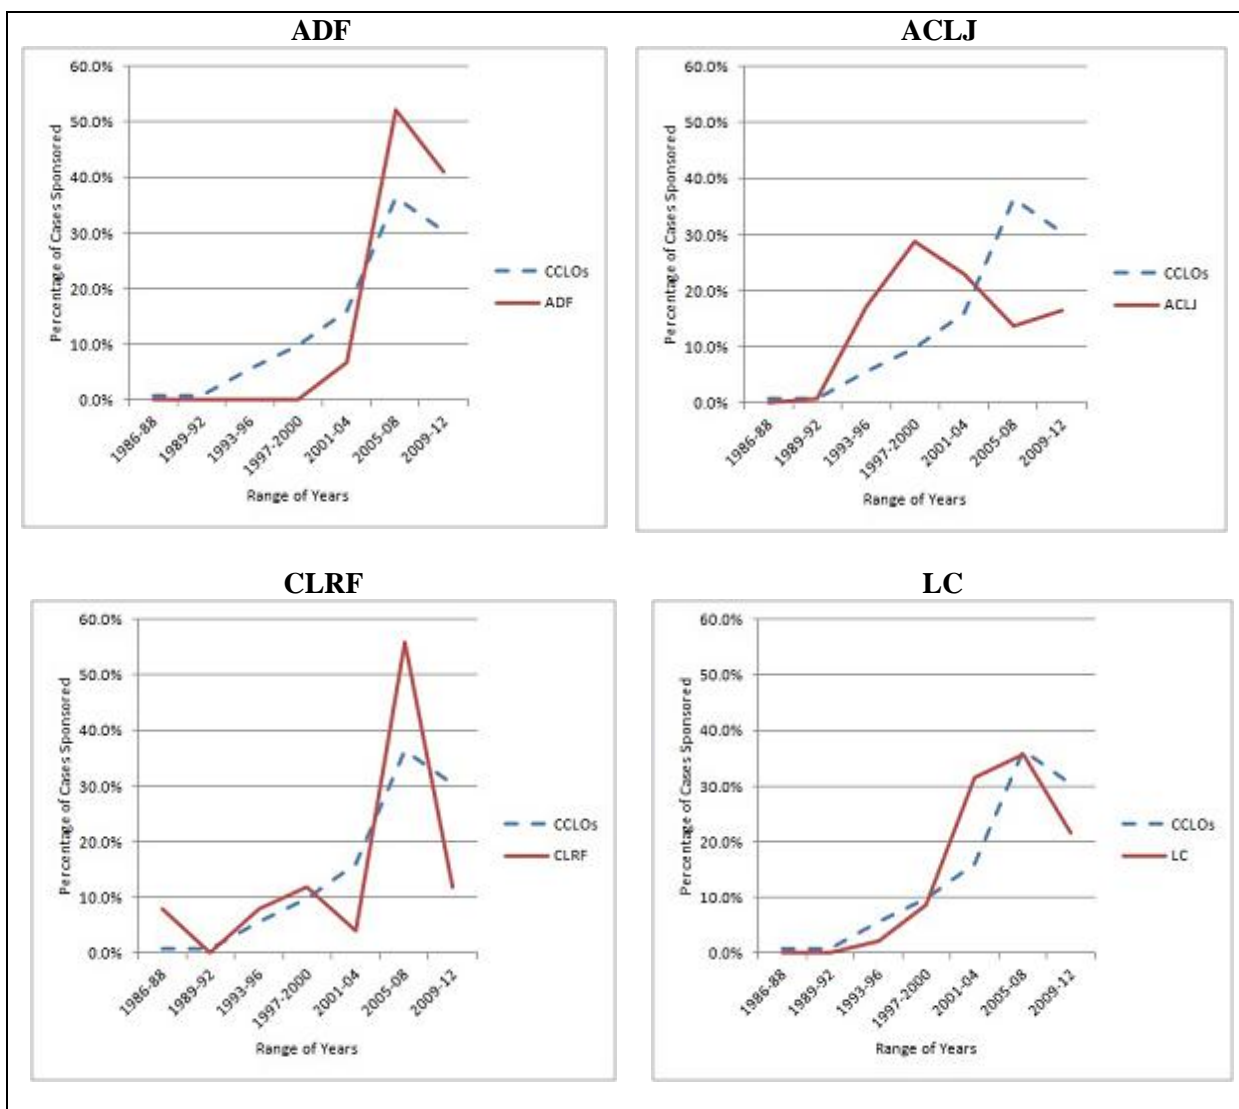 ADF
60.0%
50.0%
40.0%
30.0%
20.0%
10.0%
0.0%
Percentage of Cases Sponsored
1986-88
1989-92
1993-96
1997-2000
2001-04
2005-08
2009-12
Range of Years
CCLOs
ADF
ACLJ
60.0%
50.0%
40.0%
30.0%
20.0%
10.0%
0.0%
Percentage of Cases Sponsored
1986-88
1989-92
1993-96
1997-2000
2001-04
2005-08
2009-12
Range of Years
CCLOs
ACLJ
CLRF
60.0%
50.0%
40.0%
30.0%
20.0%
10.0%
0.0%
Percentage of Cases Sponsored
1986-88
1989-92
1993-96
1997-2000
2001-04
2005-08
2009-12
Range of Years
CCLOs
CLRF
LC
60.0%
50.0%
40.0%
30.0%
20.0%
10.0%
0.0%
Percentage of Cases Sponsored
1986-88
1989-92
1993-96
1997-2000
2001-04
2005-08
2009-12
Range of Years
CCLOs
LC